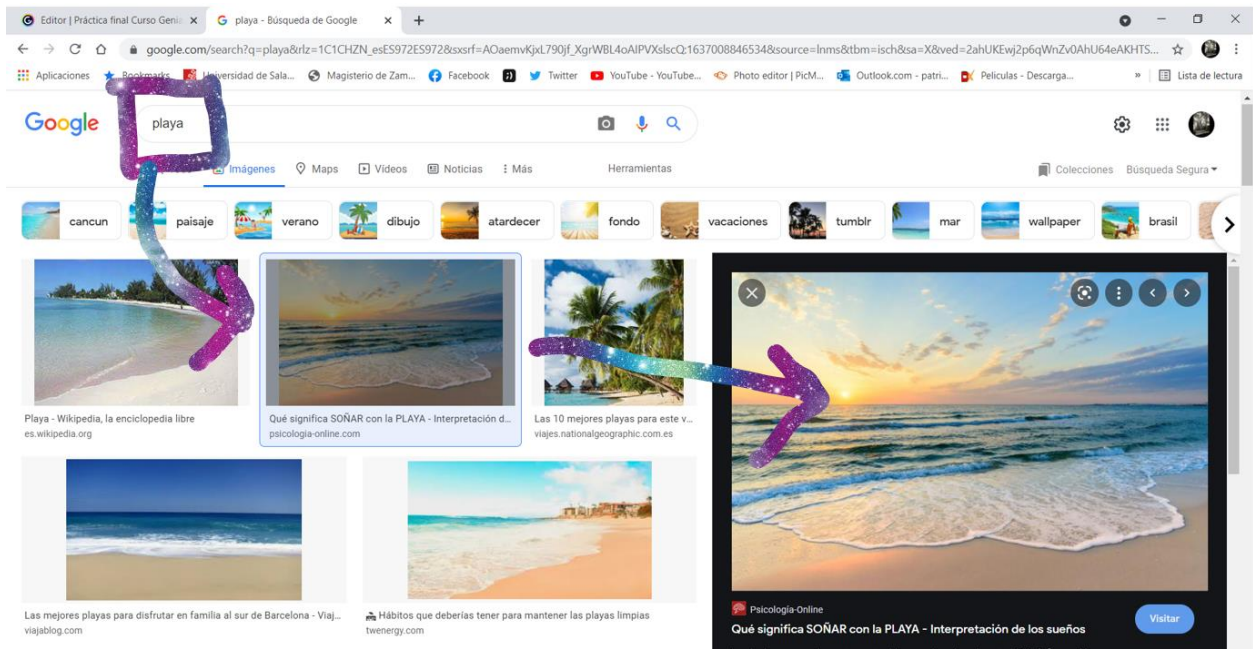 Editor | Práctica final Curso Genia
playa - Búsqueda de Google
google.com/search?q=playa&rlz=1C1CHZN_esES972ES972&sxsrf=AOaemvKjxL790jf_XgrWBL4oAIPVXslscQ:1637008846534&source=lnms&tbm=isch&sa=X&ved=2ahUKEwj2p6qWnZv0AhU64eAKHTS...
Aplicaciones Bookmarks Universidad de Sala... Magisterio de Zam... Facebook Twitter YouTube - YouTube... Photo editor | PicM... Outlook.com - patri... Películas - Descarga... » Lista de lectura
Google
playa
Imágenes Maps Vídeos Noticias Más Herramientas Colecciones Búsqueda Segura
cancun paisaje verano dibujo atardecer fondo vacaciones tumblr mar wallpaper brasil
Playa - Wikipedia, la enciclopedia libre
es.wikipedia.org
Qué significa SOÑAR con la PLAYA - Interpretación d...
psicologia-online.com
Las 10 mejores playas para este v...
viajes.nationalgeographic.com.es
Las mejores playas para disfrutar en familia al sur de Barcelona - Viaj...
viajablog.com
Hábitos que deberías tener para mantener las playas limpias
twenergy.com
Psicología-Online
Qué significa SOÑAR con la PLAYA - Interpretación de los sueños
Visitar